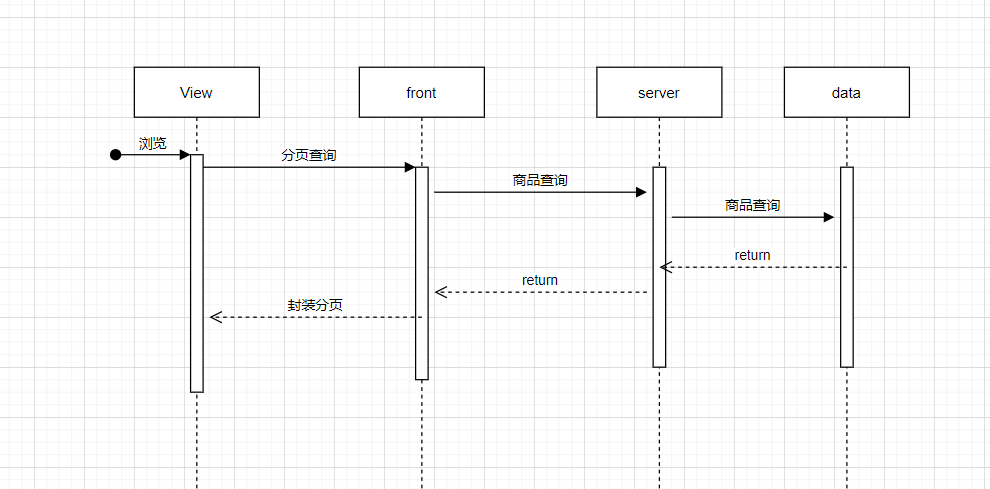 View
front
server
data
浏览
分页查询
商品查询
商品查询
return
return
封装分页